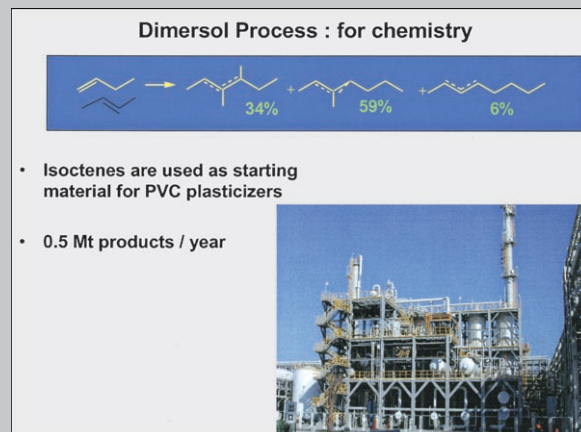 Dimersol Process : for chemistry
+
+
34%
59%
6%
• Isoctenes are used as starting
material for PVC plasticizers
• 0.5 Mt products / year